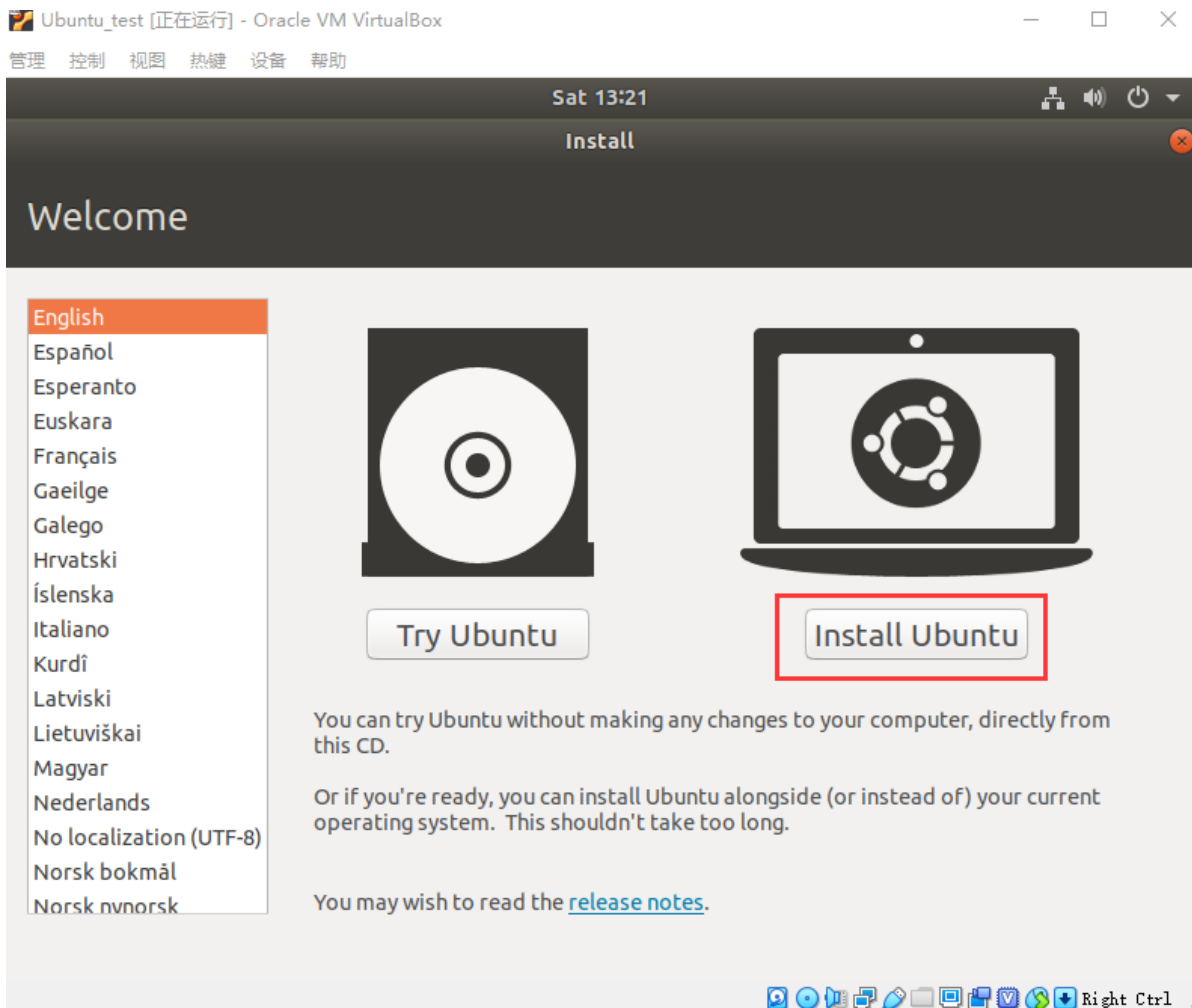 Ubuntu_test [正在运行] - Oracle VM VirtualBox
管理 控制 视图 热键 设备 帮助
Sat 13:21
Install
Welcome
English
Español
Esperanto
Euskara
Français
Gaeilge
Galego
Hrvatski
Íslenska
Italiano
Kurdî
Latviski
Lietuviškai
Magyar
Nederlands
No localization (UTF-8)
Norsk bokmål
Norsk nynorsk
Try Ubuntu
Install Ubuntu
You can try Ubuntu without making any changes to your computer, directly from
this CD.
Or if you're ready, you can install Ubuntu alongside (or instead of) your current
operating system. This shouldn't take too long.
You may wish to read the release notes.
Right Ctrl